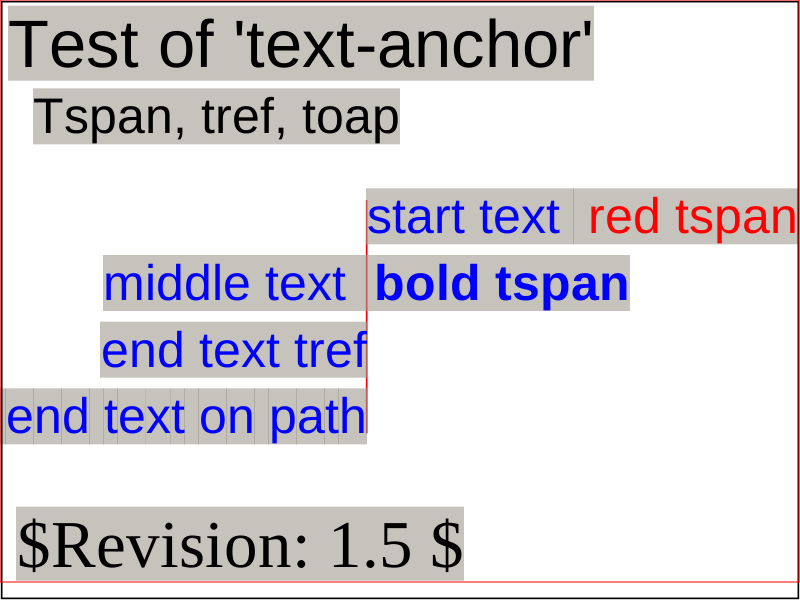 Test of 'text-anchor'
Tspan, tref, toap
start text red tspan
middle text bold tspan
end text tref
end text on path
$Revision: 1.5 $